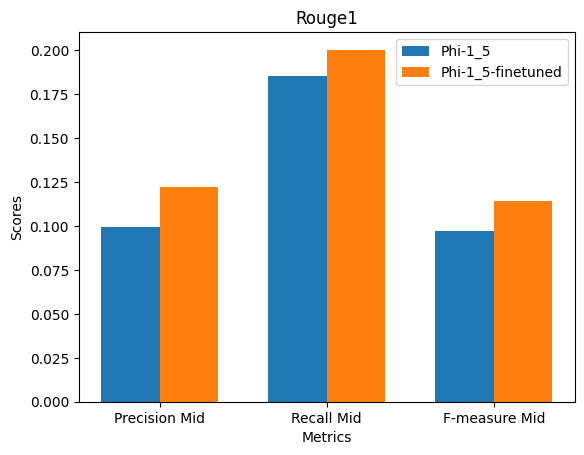 Rouge1
Phi-1_5
Phi-1_5-finetuned
Scores
0.200
0.175
0.150
0.125
0.100
0.075
0.050
0.025
0.000
Precision Mid
Recall Mid
F-measure Mid
Metrics